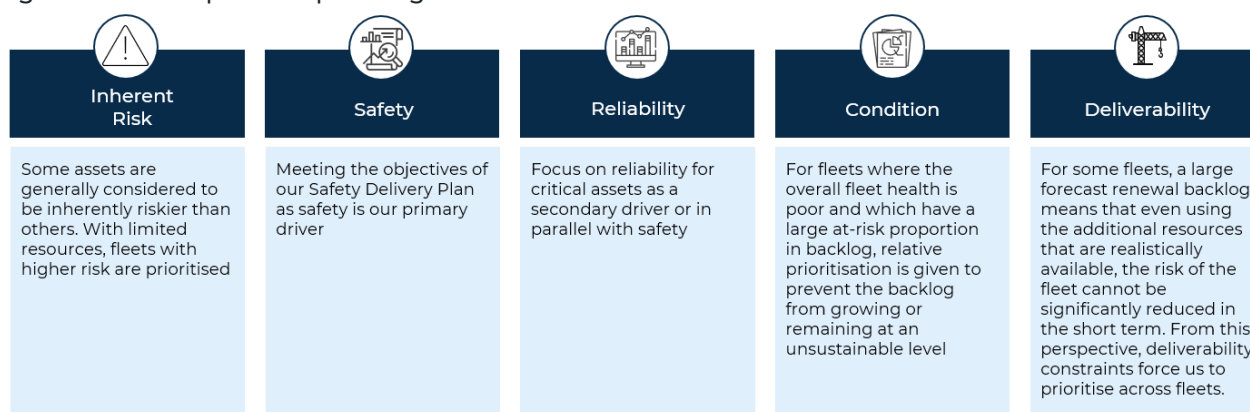 Inherent
Risk
Some assets are
generally considered to
be inherently riskier than
others. With limited
resources, fleets with
higher risk are prioritised
Safety
Meeting the objectives of
our Safety Delivery Plan
as safety is our primary
driver
Reliability
Focus on reliability for
critical assets as a
secondary driver or in
parallel with safety
Condition
For fleets where the
overall fleet health is
poor and which have a
large at-risk proportion
in backlog, relative
prioritisation is given to
prevent the backlog
from growing or
remaining at an
unsustainable level
Deliverability
For some fleets, a large
forecast renewal backlog
means that even using
the additional resources
that are realistically
available, the risk of the
fleet cannot be
significantly reduced in
the short term. From this
perspective, deliverability
constraints force us to
prioritise across fleets.